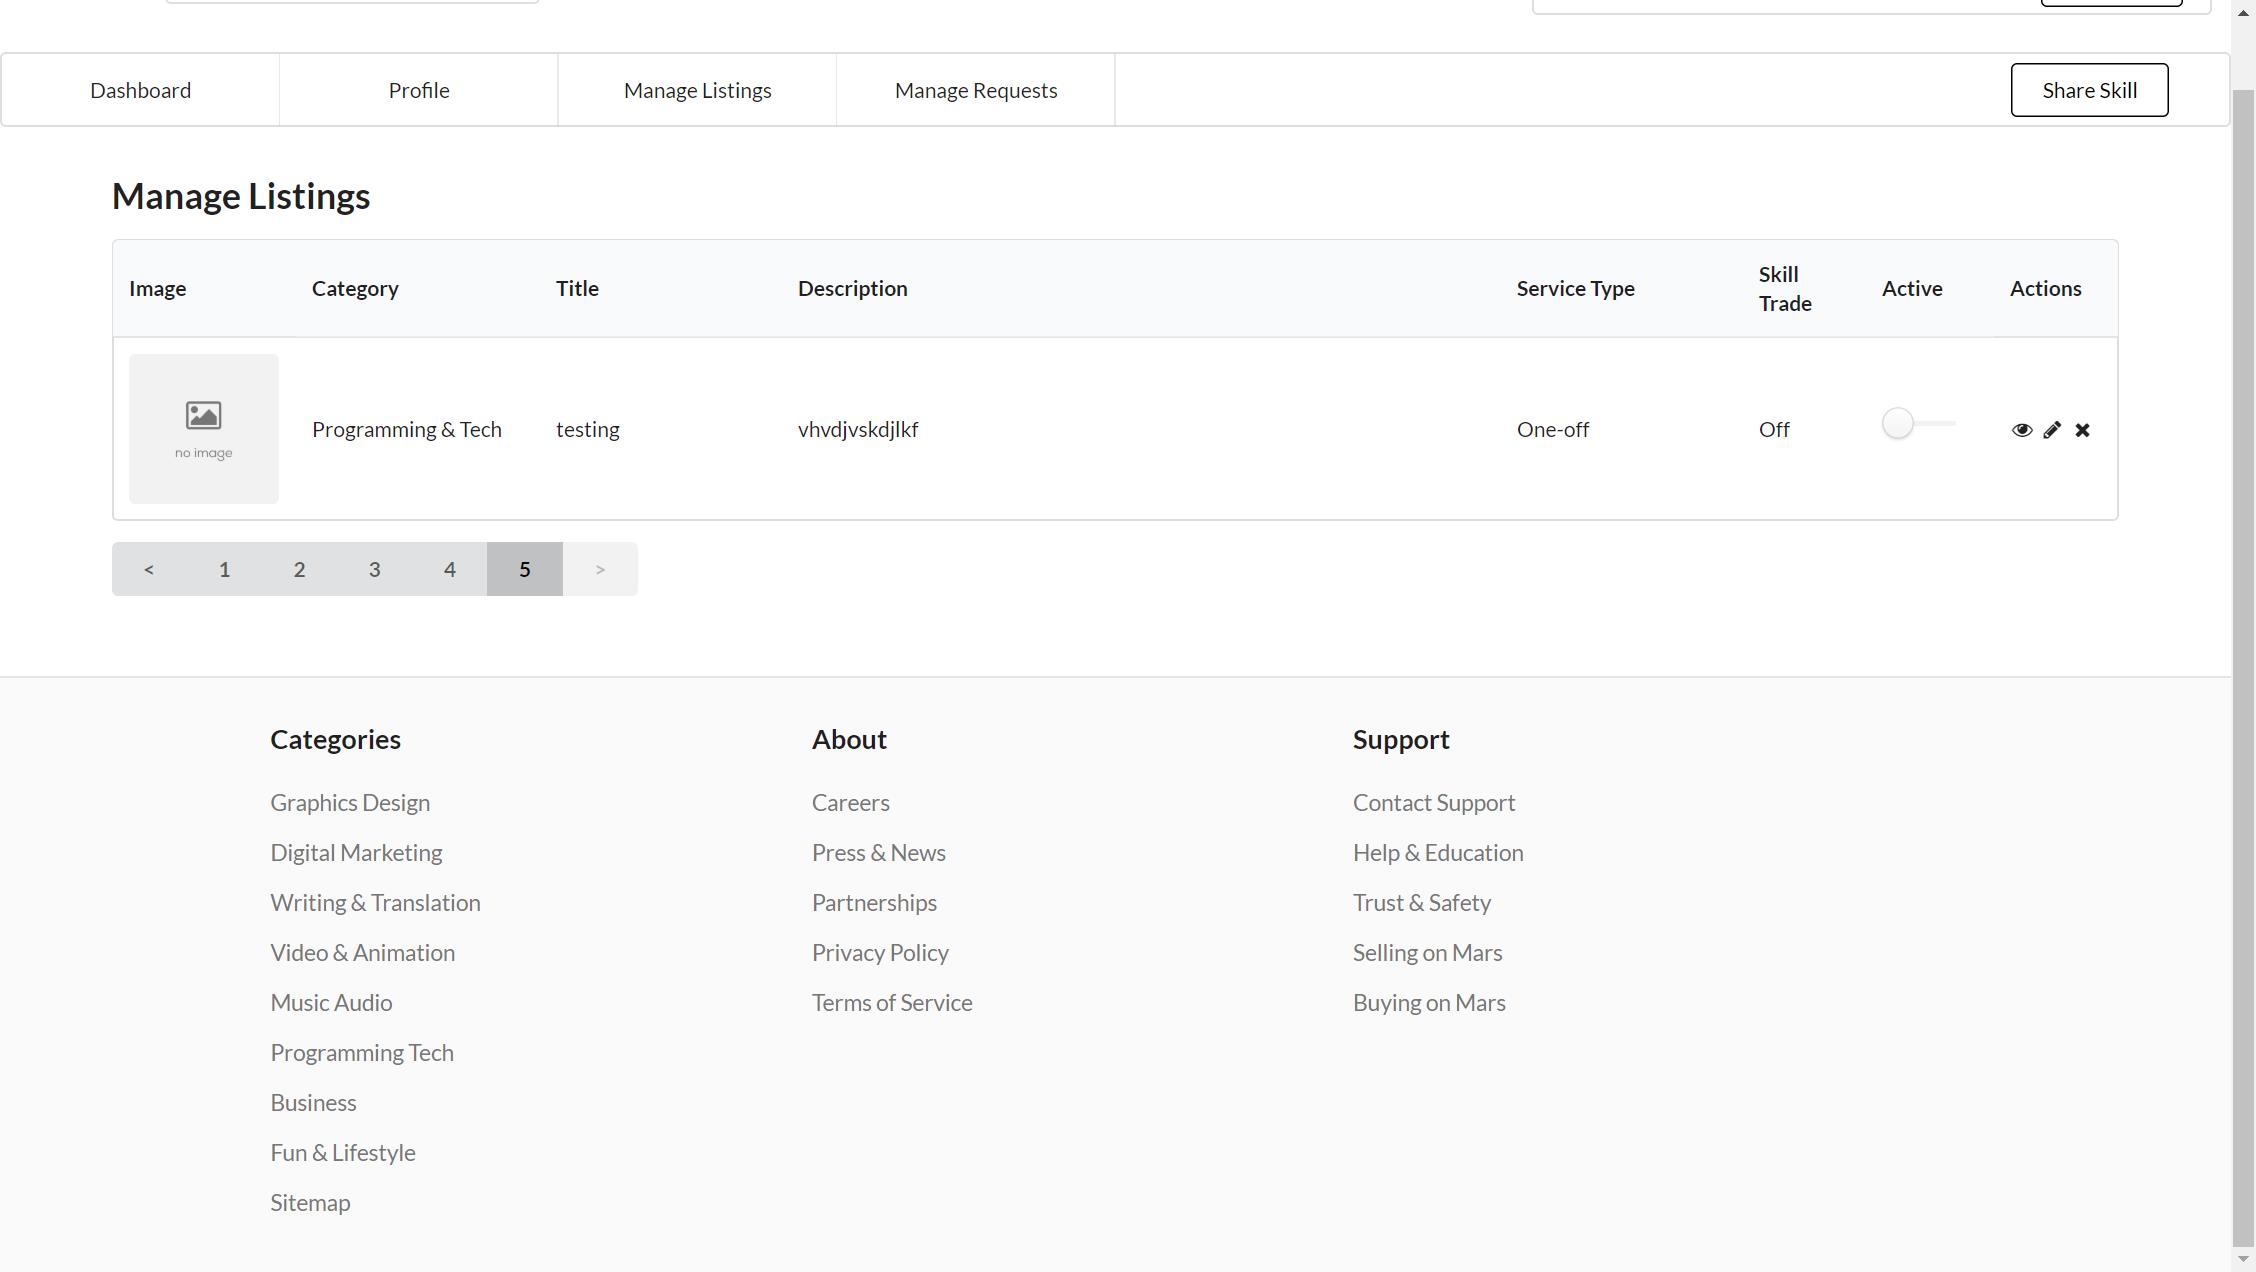 Dashboard
Profile
Manage Listings
Manage Requests
Share Skill
Manage Listings
Image
Category
Title
Description
Service Type
Skill
Trade
Active
Actions
no image
Programming & Tech
testing
vhvdjvskdjlkf
One-off
Off
< 1 2 3 4 5 >
Categories
Graphics Design
Digital Marketing
Writing & Translation
Video & Animation
Music Audio
Programming Tech
Business
Fun & Lifestyle
Sitemap
About
Careers
Press & News
Partnerships
Privacy Policy
Terms of Service
Support
Contact Support
Help & Education
Trust & Safety
Selling on Mars
Buying on Mars